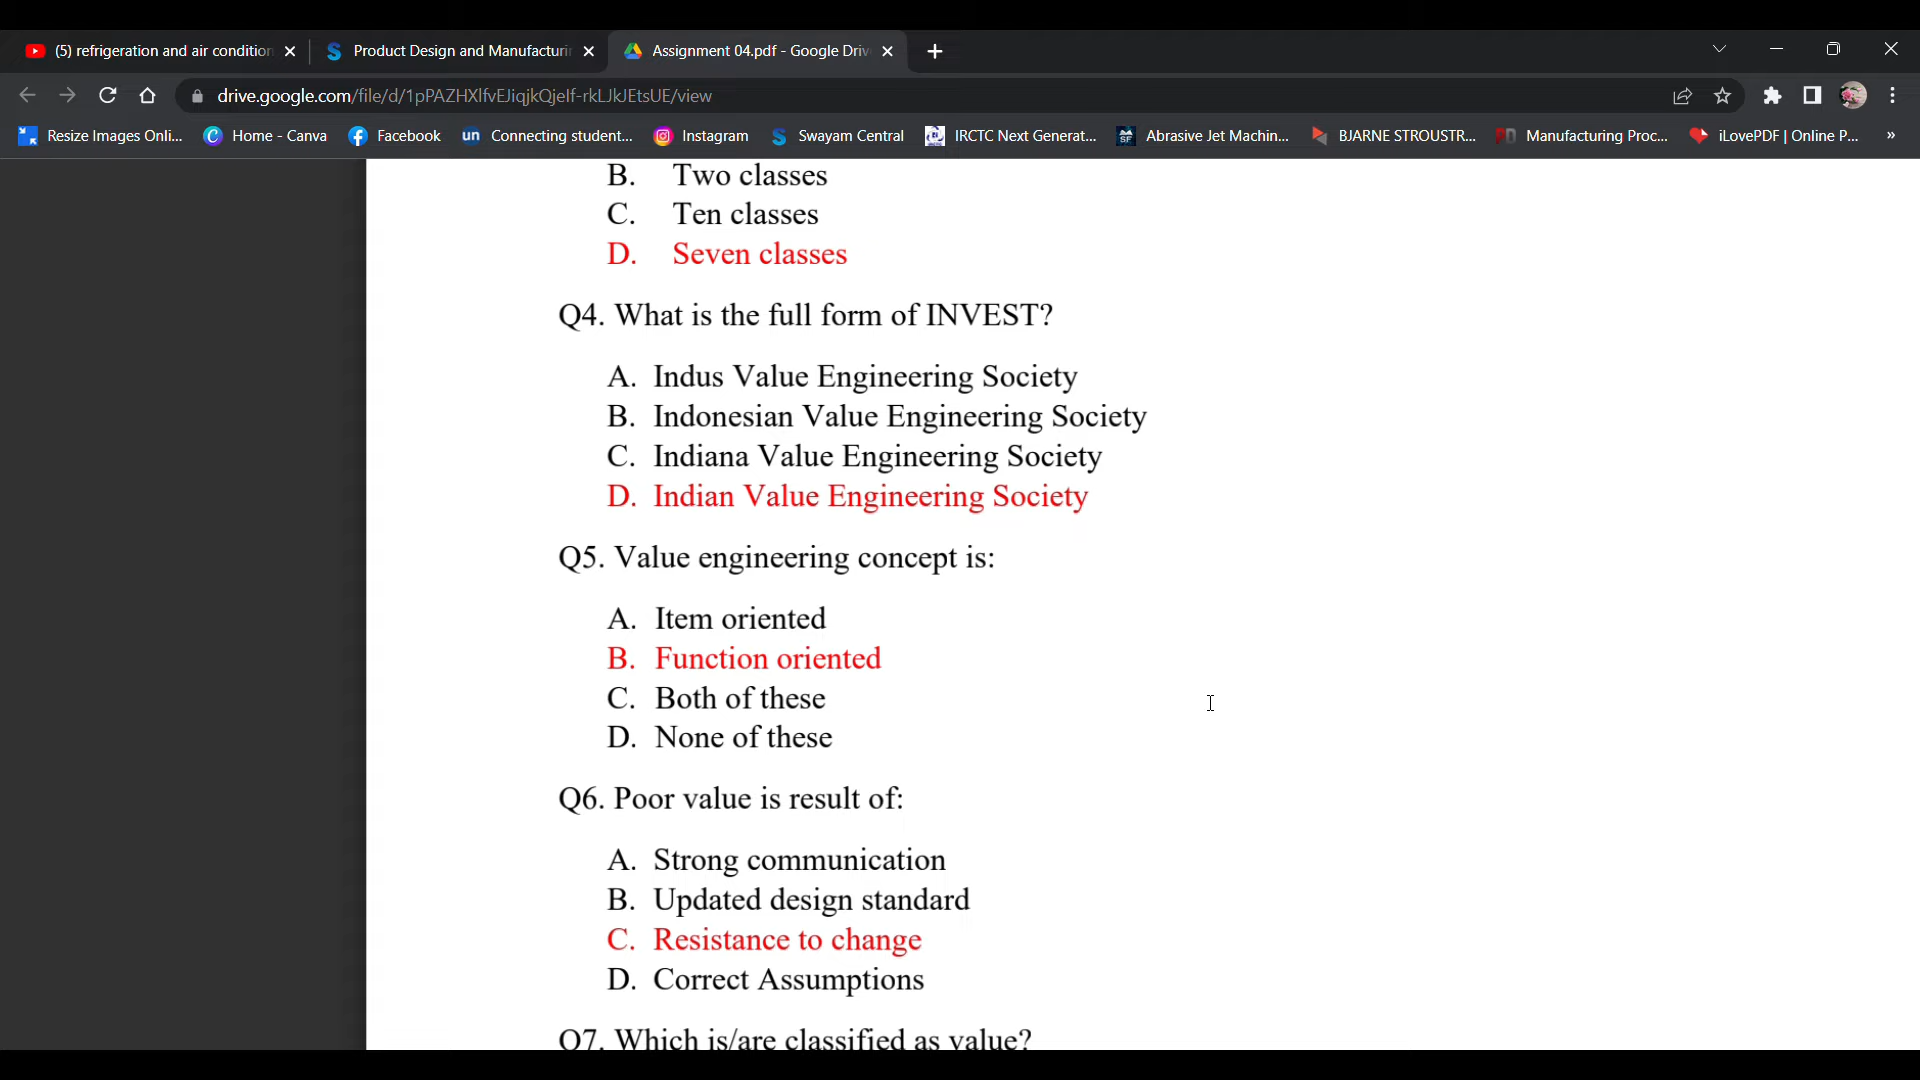 (5) refrigeration and air condition
Product Design and Manufacturi
Assignment 04.pdf - Google Driv
drive.google.com/file/d/1pPAZHXlfvEJiqjkQjelf-rkLJkJEtsUE/view
Resize Images Onli...
Home - Canva
Facebook
un Connecting student...
Instagram
Swayam Central
IRCTC Next Generat...
Abrasive Jet Machin...
BJARNE STROUSTR...
Manufacturing Proc...
iLovePDF | Online P...
»
B. Two classes
C. Ten classes
D. Seven classes
Q4. What is the full form of INVEST?
A. Indus Value Engineering Society
B. Indonesian Value Engineering Society
C. Indiana Value Engineering Society
D. Indian Value Engineering Society
Q5. Value engineering concept is:
A. Item oriented
B. Function oriented
C. Both of these
D. None of these
Q6. Poor value is result of:
A. Strong communication
B. Updated design standard
C. Resistance to change
D. Correct Assumptions
Q7. Which is/are classified as value?